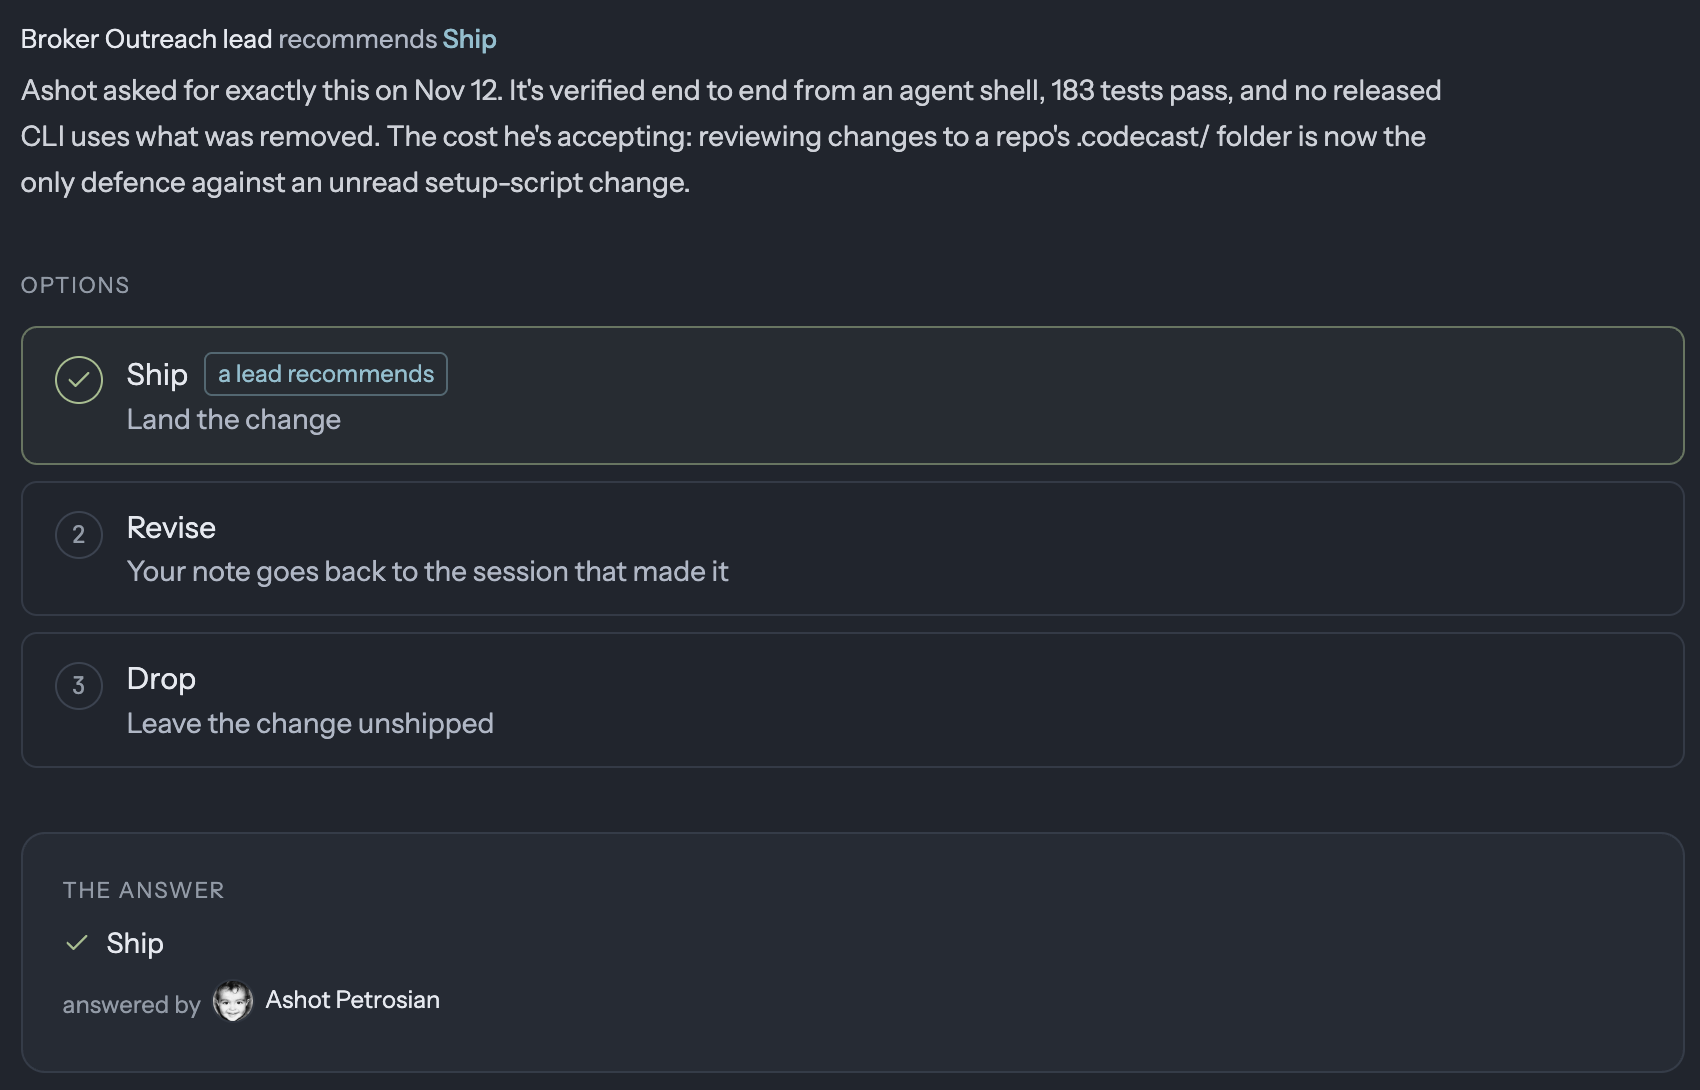 Broker Outreach lead recommends Ship
Ashot asked for exactly this on Nov 12. It's verified end to end from an agent shell, 183 tests pass, and no released
CLI uses what was removed. The cost he's accepting: reviewing changes to a repo's .codecast/ folder is now the
only defence against an unread setup-script change.
OPTIONS
Ship a lead recommends
Land the change
2 Revise
Your note goes back to the session that made it
3 Drop
Leave the change unshipped
THE ANSWER
Ship
answered by Ashot Petrosian